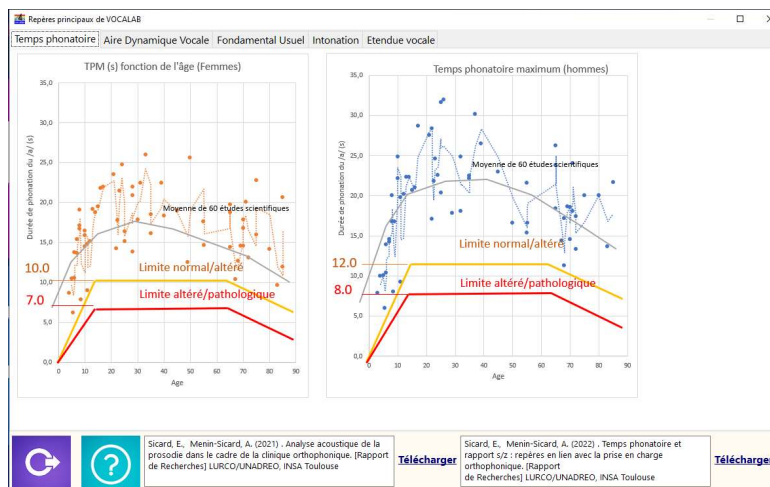 Repères principaux de VOCALAB
Temps phonatoire
Aire Dynamique Vocale
Fondamental Usuel
Intonation
Etendue vocale
TPM (s) fonction de l'âge (Femmes)
Durée de phonation du /a/ (s)
35,0
30,0
25,0
20,0
15,0
10,0
5,0
0,0
10.0
7.0
Moyenne de 60 études scientifiques
Limite normal/altéré
Limite altéré/pathologique
0 10 20 30 40 50 60 70 80 90
Age
Temps phonatoire maximum (hommes)
Durée de phonation du /a/ (s)
35,0
30,0
25,0
20,0
15,0
10,0
5,0
0,0
12.0
8.0
Moyenne de 60 études scientifiques
Limite normal/altéré
Limite altéré/pathologique
0 10 20 30 40 50 60 70 80 90
Age
Sicard, E., Menin-Sicard, A. (2021) . Analyse acoustique de la
prosodie dans le cadre de la clinique orthophonique. [Rapport
de Recherches] LURCO/UNADREO, INSA Toulouse
Télécharger
Sicard, E., Menin-Sicard, A. (2022) . Temps phonatoire et
rapport s/z : repères en lien avec la prise en charge
orthophonique. [Rapport
de Recherches] LURCO/UNADREO, INSA Toulouse
Télécharger